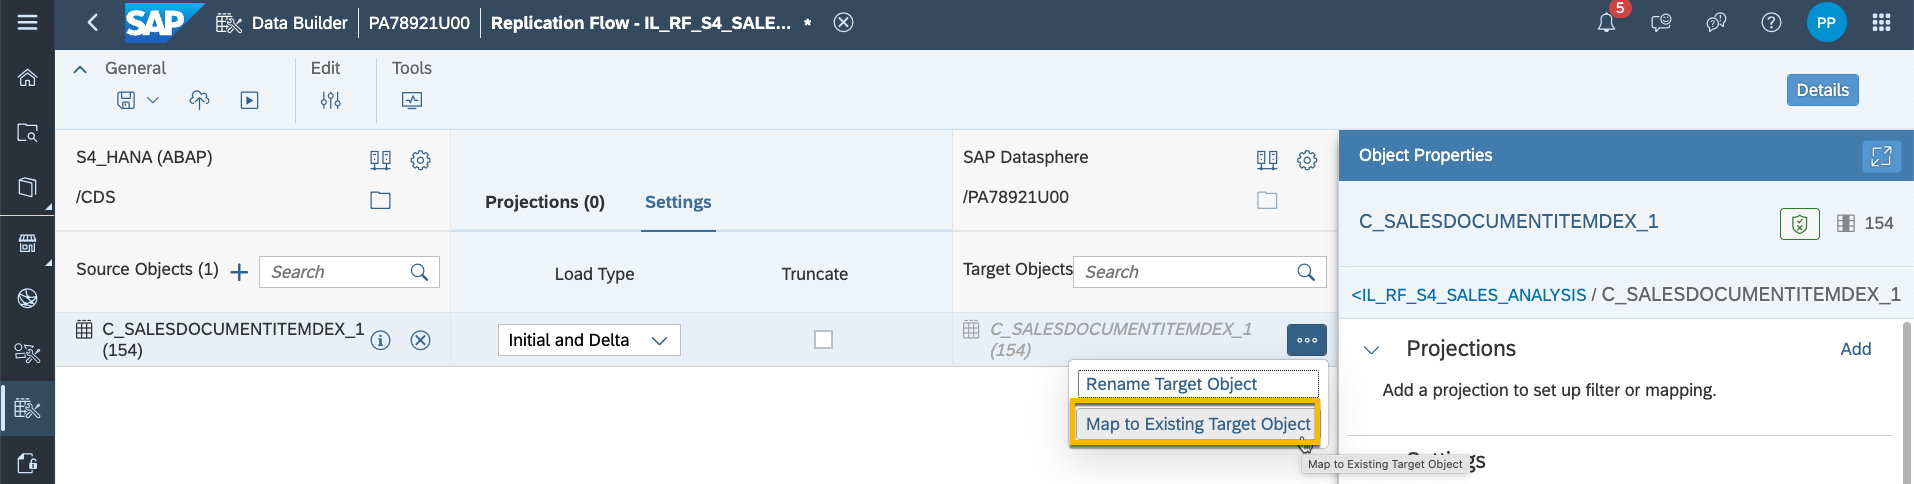 SAP Data Builder PA78921U00 Replication Flow - IL_RF_S4_SALE... * 5 PP
General Edit Tools
Details
S4_HANA (ABAP)
/CDS
Projections (0) Settings
SAP Datasphere
/PA78921U00
Source Objects (1) Search
Load Type Truncate
Target Objects Search
C_SALESDOCUMENTITEMDEX_1
(154)
Initial and Delta
C_SALESDOCUMENTITEMDEX_1
(154)
Rename Target Object
Map to Existing Target Object
Map to Existing Target Object
Object Properties
C_SALESDOCUMENTITEMDEX_1 154
<IL_RF_S4_SALES_ANALYSIS / C_SALESDOCUMENTITEMDEX_1
Projections Add
Add a projection to set up filter or mapping.